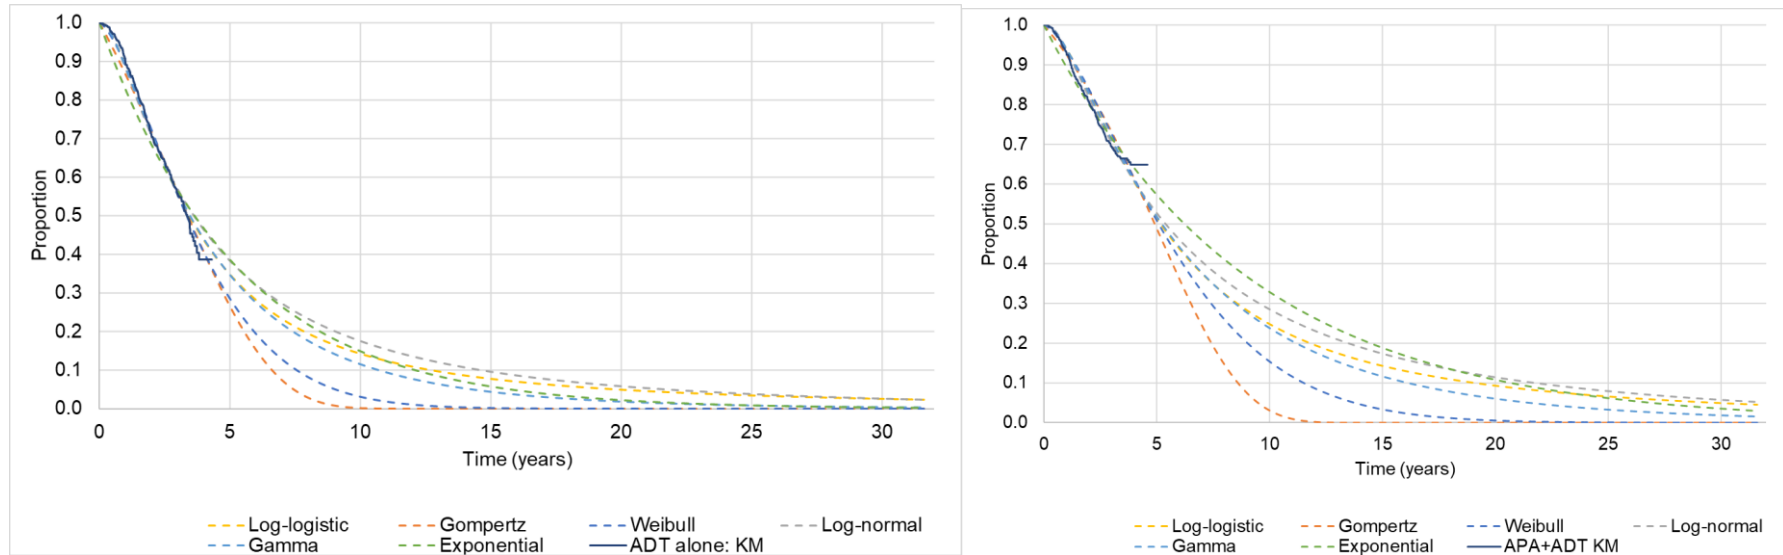 1.0
0.9
0.8
0.7
0.6
0.5
0.4
0.3
0.2
0.1
0.0
Proportion
0 5 10 15 20 25 30
Time (years)
Log-logistic Gompertz Weibull Log-normal
Gamma Exponential ADT alone: KM
1.0
0.9
0.8
0.7
0.6
0.5
0.4
0.3
0.2
0.1
0.0
Proportion
0 5 10 15 20 25 30
Time (years)
Log-logistic Gompertz Weibull Log-normal
Gamma Exponential APA+ADT KM